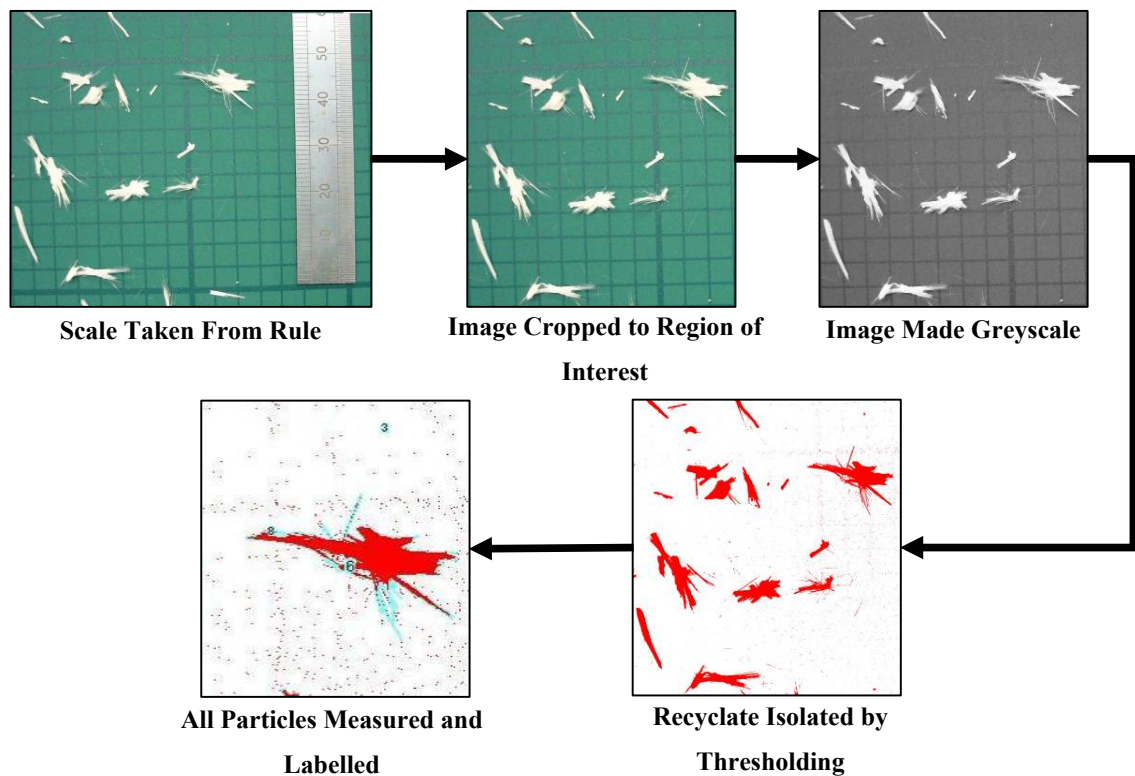 50
40
30
20
10
Scale Taken From Rule
Image Cropped to Region of
Interest
Image Made Greyscale
3
8
6
All Particles Measured and
Labelled
Recyclate Isolated by
Thresholding